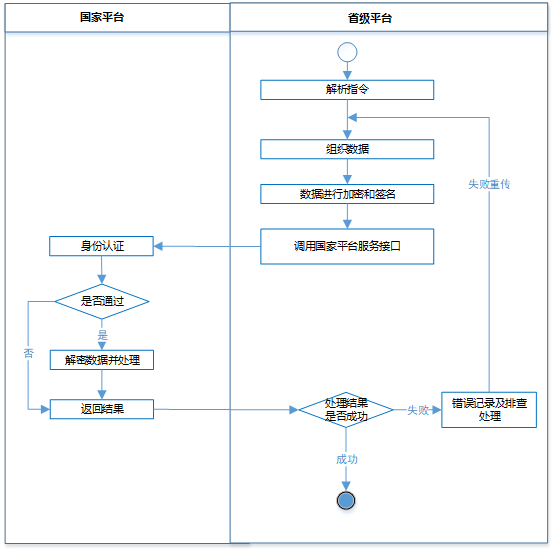 国家平台
省级平台
解析指令
组织数据
失败重传
数据进行加密和签名
调用国家平台服务接口
身份认证
是否通过
是
否
解密数据并处理
返回结果
处理结果
是否成功
失败
错误记录及排查
处理
成功